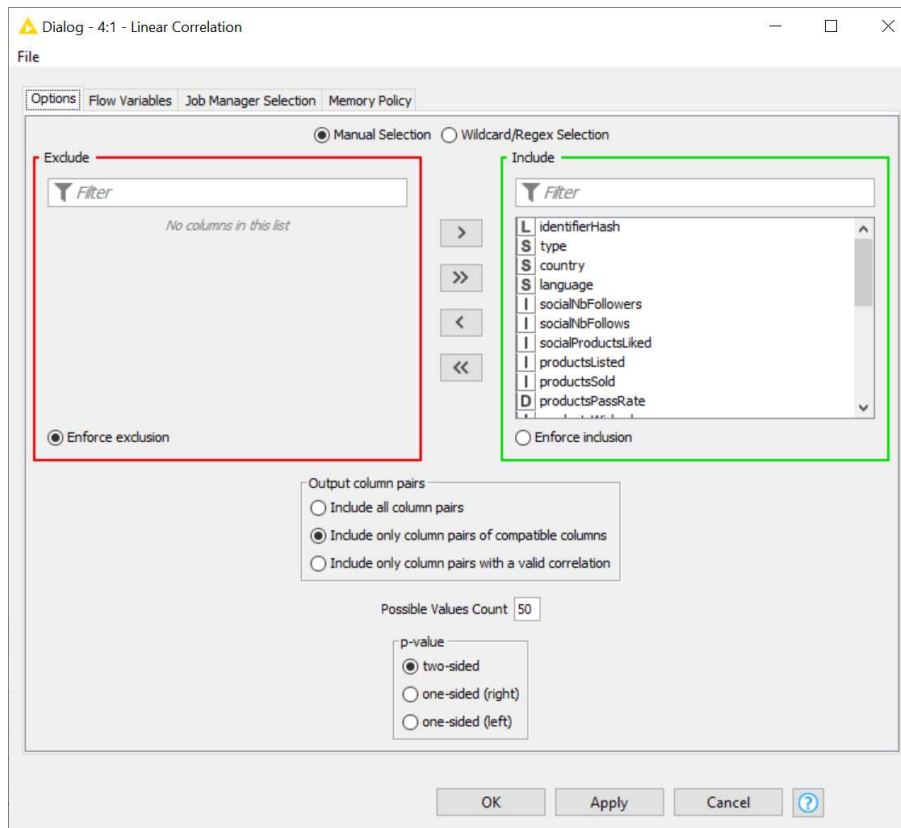 Dialog - 4:1 - Linear Correlation
File
Options Flow Variables Job Manager Selection Memory Policy
Manual Selection Wildcard/Regex Selection
Exclude
Filter
No columns in this list
Enforce exclusion
>
>>
<
<<
Include
Filter
L identifierHash
S type
S country
S language
I socialNbFollowers
I socialNbFollows
I socialProductsLiked
I productsListed
I productsSold
D productsPassRate
Enforce inclusion
Output column pairs
Include all column pairs
Include only column pairs of compatible columns
Include only column pairs with a valid correlation
Possible Values Count 50
p-value
two-sided
one-sided (right)
one-sided (left)
OK Apply Cancel ?